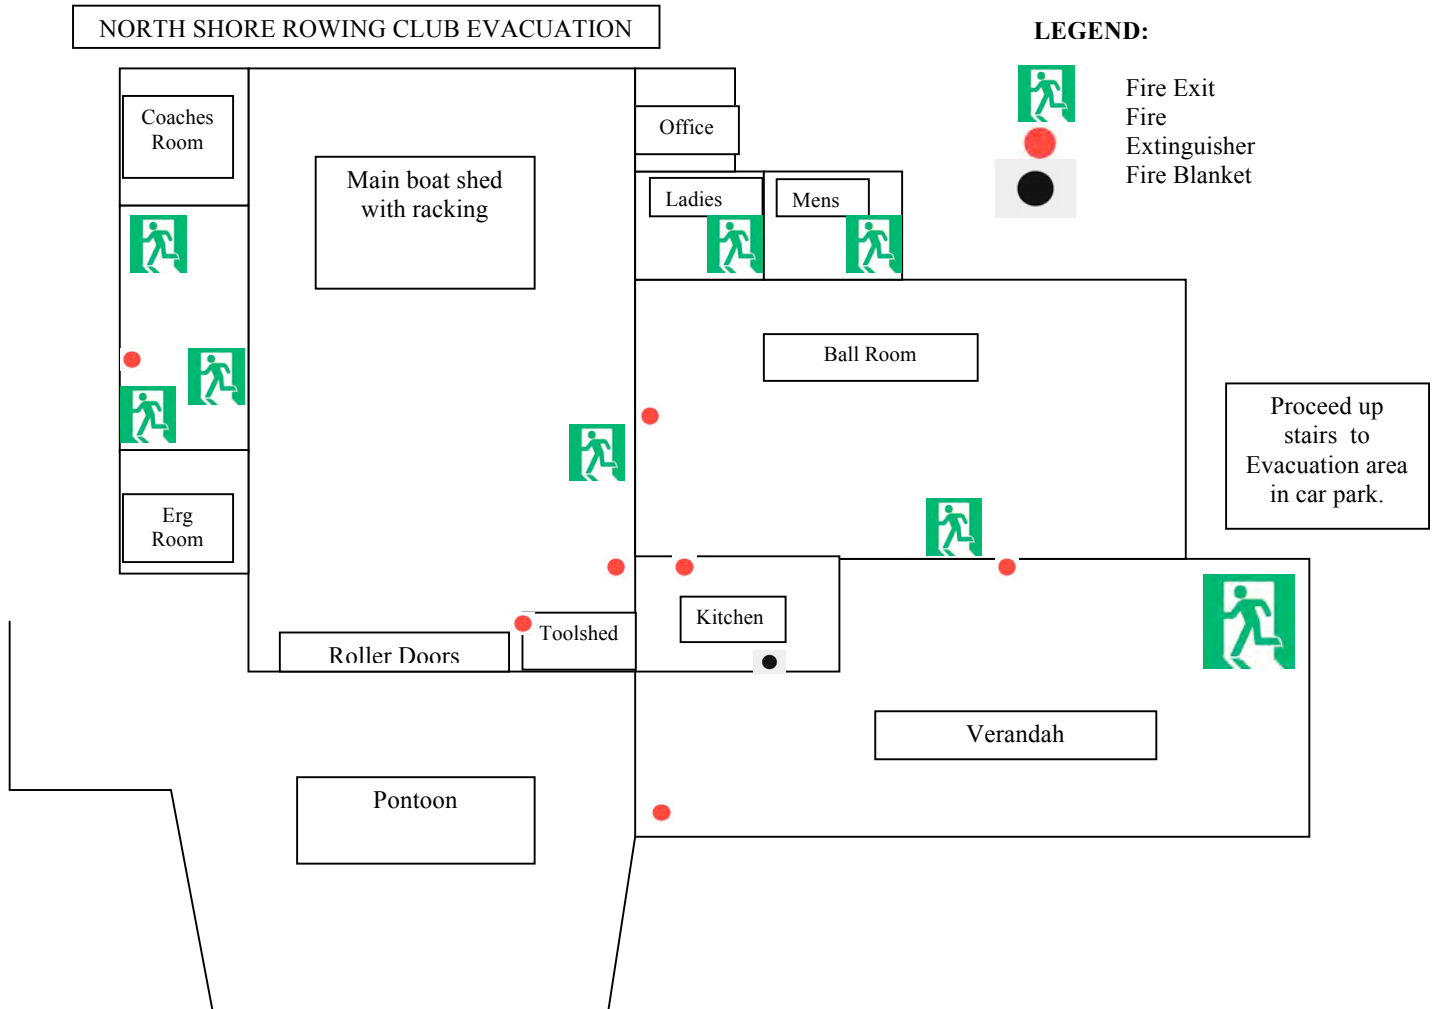 NORTH SHORE ROWING CLUB EVACUATION
LEGEND:
Fire Exit
Fire
Extinguisher
Fire Blanket
Coaches
Room
Main boat shed
with racking
Office
Ladies
Mens
Ball Room
Proceed up
stairs to
Evacuation area
in car park.
Erg
Room
Kitchen
Toolshed
Roller Doors
Verandah
Pontoon